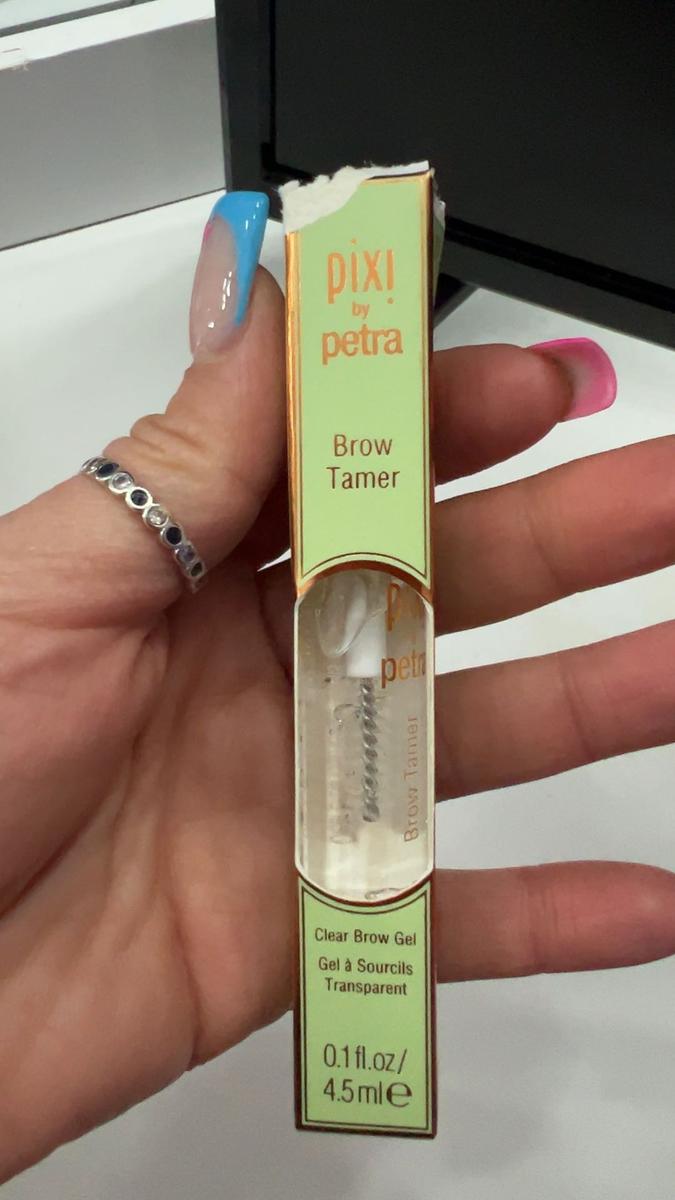 pixi
by
petra
Brow
Tamer
petra
Brow Tamer
Clear Brow Gel
Gel à Sourcils
Transparent
0.1 fl.oz/
4.5ml e